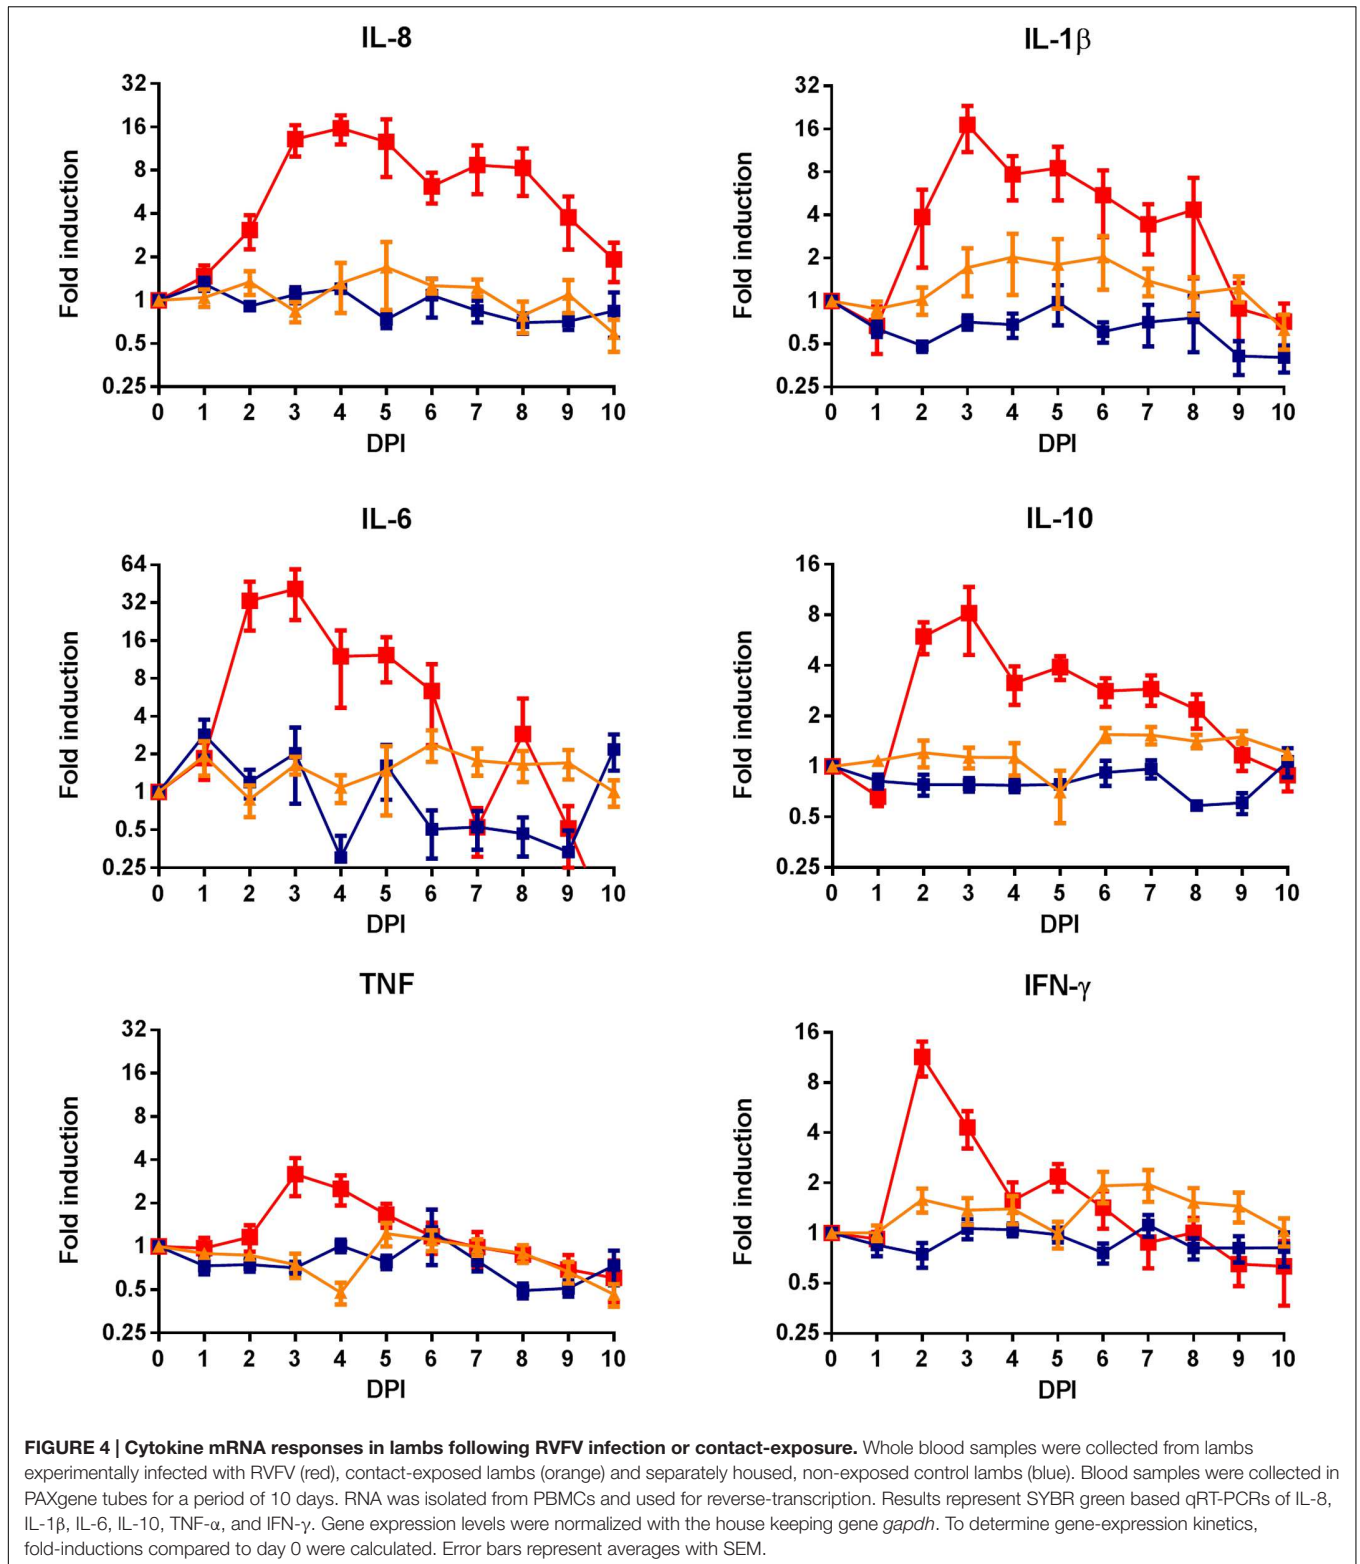 IL-8
32
16
8
4
2
1
0.5
0.25
Fold induction
0 1 2 3 4 5 6 7 8 9 10
DPI
IL-1β
32
16
8
4
2
1
0.5
0.25
Fold induction
0 1 2 3 4 5 6 7 8 9 10
DPI
IL-6
64
32
16
8
4
2
1
0.5
0.25
Fold induction
0 1 2 3 4 5 6 7 8 9 10
DPI
IL-10
16
8
4
2
1
0.5
0.25
Fold induction
0 1 2 3 4 5 6 7 8 9 10
DPI
TNF
32
16
8
4
2
1
0.5
0.25
Fold induction
0 1 2 3 4 5 6 7 8 9 10
DPI
IFN-γ
16
8
4
2
1
0.5
0.25
Fold induction
0 1 2 3 4 5 6 7 8 9 10
DPI
FIGURE 4 | Cytokine mRNA responses in lambs following RVFV infection or contact-exposure. Whole blood samples were collected from lambs
experimentally infected with RVFV (red), contact-exposed lambs (orange) and separately housed, non-exposed control lambs (blue). Blood samples were collected in
PAXgene tubes for a period of 10 days. RNA was isolated from PBMCs and used for reverse-transcription. Results represent SYBR green based qRT-PCRs of IL-8,
IL-1β, IL-6, IL-10, TNF-α, and IFN-γ. Gene expression levels were normalized with the house keeping gene gapdh. To determine gene-expression kinetics,
fold-inductions compared to day 0 were calculated. Error bars represent averages with SEM.